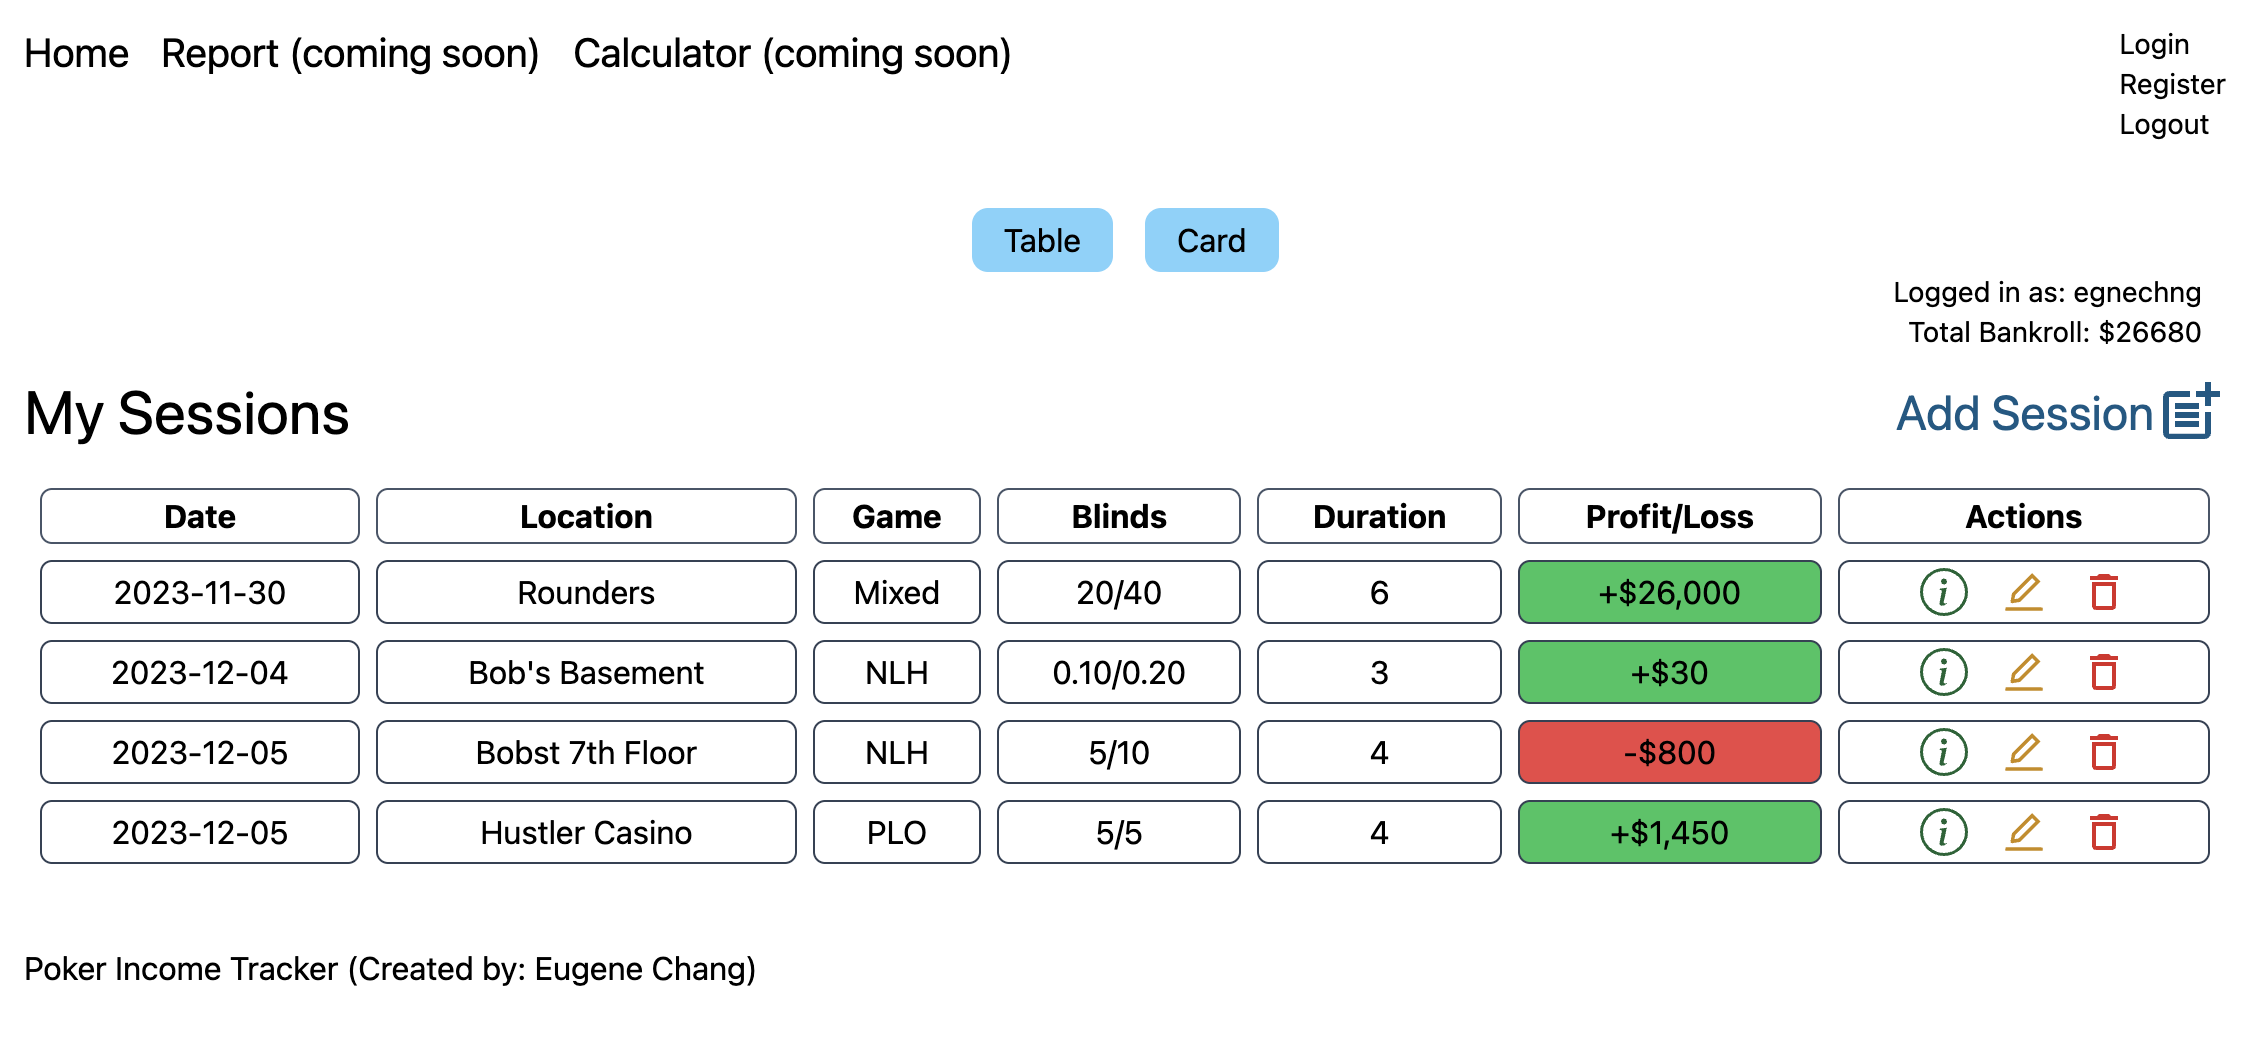 Home Report (coming soon) Calculator (coming soon)
Login
Register
Logout
Table Card
Logged in as: egnechng
Total Bankroll: $26680
My Sessions
Add Session
Date Location Game Blinds Duration Profit/Loss Actions
2023-11-30 Rounders Mixed 20/40 6 +$26,000
2023-12-04 Bob's Basement NLH 0.10/0.20 3 +$30
2023-12-05 Bobst 7th Floor NLH 5/10 4 -$800
2023-12-05 Hustler Casino PLO 5/5 4 +$1,450
Poker Income Tracker (Created by: Eugene Chang)